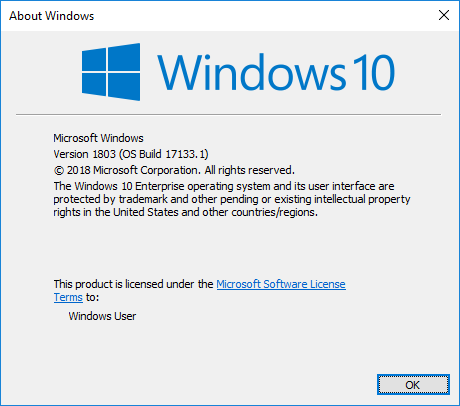 About Windows
Windows 10
Microsoft Windows
Version 1803 (OS Build 17133.1)
© 2018 Microsoft Corporation. All rights reserved.
The Windows 10 Enterprise operating system and its user interface are
protected by trademark and other pending or existing intellectual property
rights in the United States and other countries/regions.
This product is licensed under the Microsoft Software License
Terms to:
Windows User
OK